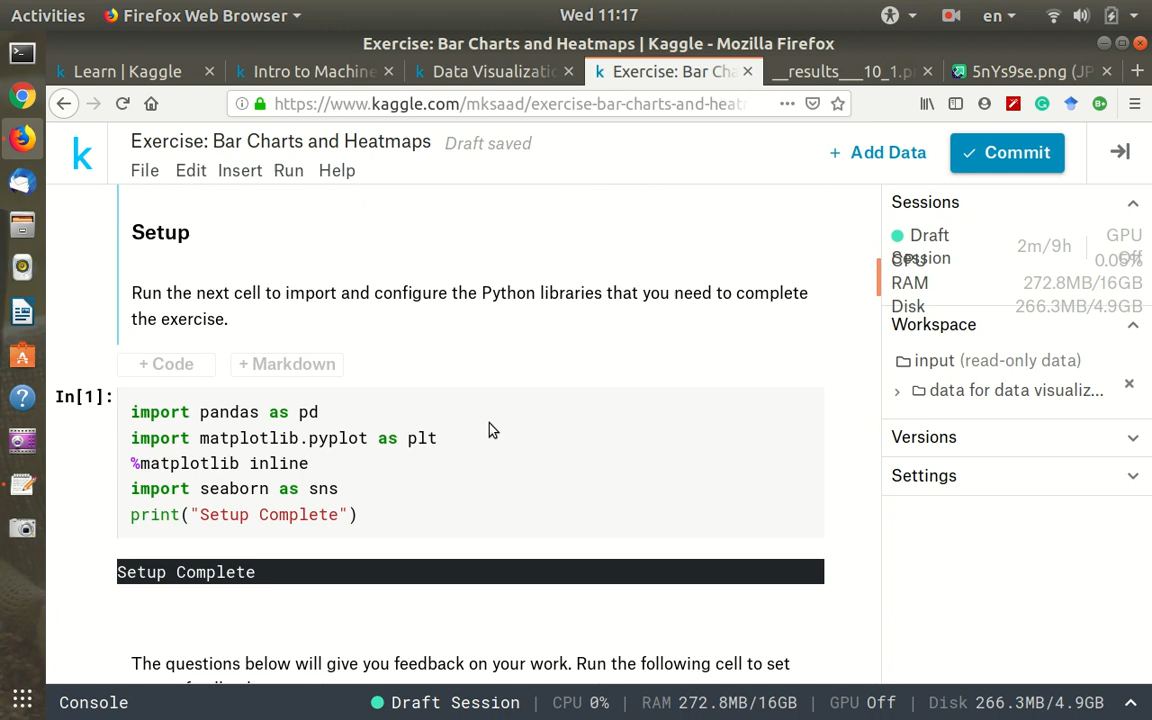 Activities Firefox Web Browser Wed 11:17 en
Exercise: Bar Charts and Heatmaps | Kaggle - Mozilla Firefox
Learn | Kaggle Intro to Machine Data Visualizatio Exercise: Bar Cha __results___10_1.p 5nYs9se.png (JP
https://www.kaggle.com/mksaad/exercise-bar-charts-and-heat
Exercise: Bar Charts and Heatmaps Draft saved
+ Add Data
Commit
File Edit Insert Run Help
Setup
Run the next cell to import and configure the Python libraries that you need to complete
the exercise.
+ Code + Markdown
In[1]:
import pandas as pd
import matplotlib.pyplot as plt
%matplotlib inline
import seaborn as sns
print("Setup Complete")
Setup Complete
The questions below will give you feedback on your work. Run the following cell to set
Sessions
Draft Session 2m/9h GPU Off
CPU 0.05%
RAM 272.8MB/16GB
Disk 266.3MB/4.9GB
Workspace
input (read-only data)
data for data visualiz...
Versions
Settings
Console Draft Session | CPU 0% | RAM 272.8MB/16GB | GPU Off | Disk 266.3MB/4.9GB